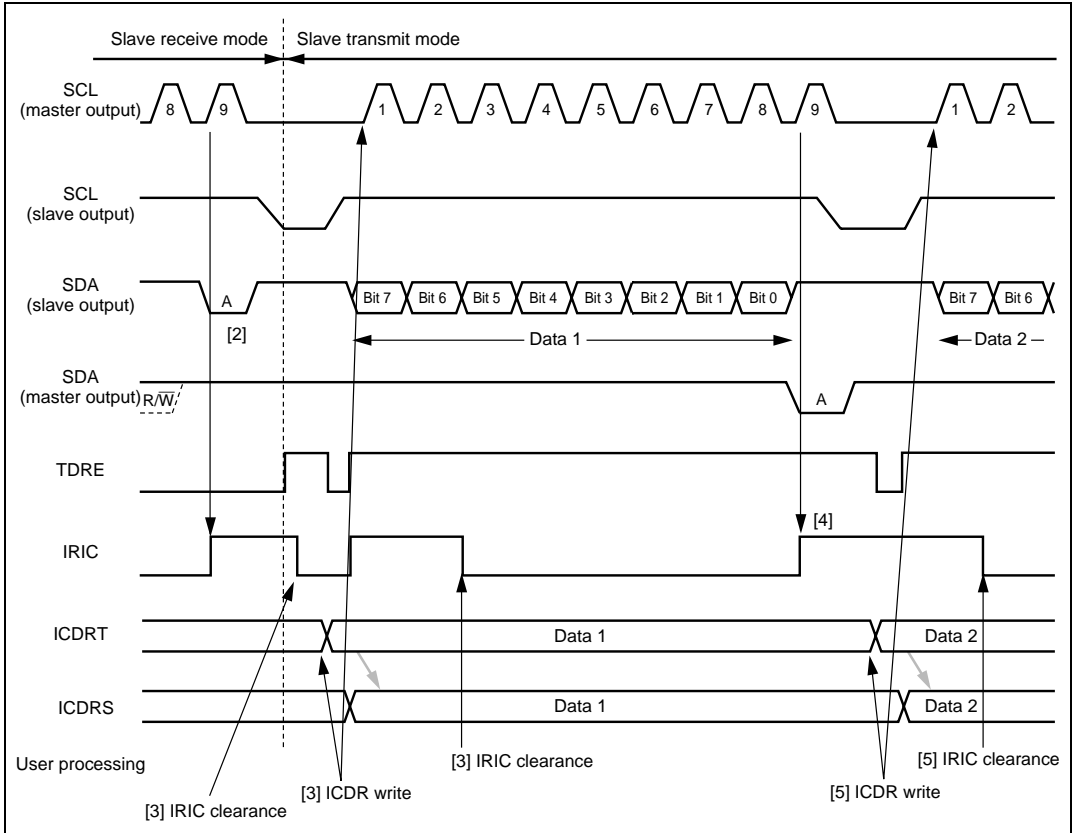 Slave receive mode Slave transmit mode
SCL
(master output)
8 9 1 2 3 4 5 6 7 8 9 1 2
SCL
(slave output)
SDA
(slave output)
A Bit 7 Bit 6 Bit 5 Bit 4 Bit 3 Bit 2 Bit 1 Bit 0 Bit 7 Bit 6
[2] Data 1 Data 2
SDA
(master output)
R/W̅ A
TDRE
[4]
IRIC
ICDRT Data 1 Data 2
ICDRS Data 1 Data 2
User processing
[3] IRIC clearance [5] IRIC clearance
[3] ICDR write [5] ICDR write
[3] IRIC clearance